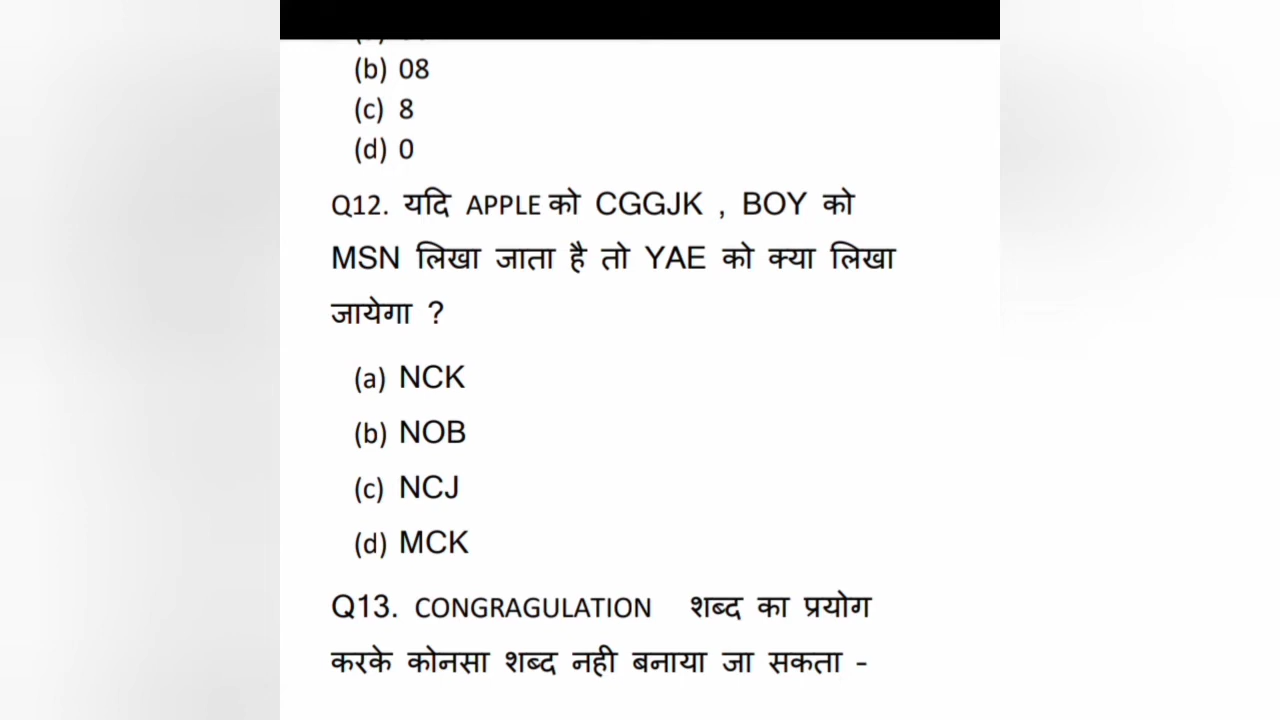 (b) 08
(c) 8
(d) 0
Q12. यदि APPLE को CGGJK , BOY को
MSN लिखा जाता है तो YAE को क्या लिखा
जायेगा ?
(a) NCK
(b) NOB
(c) NCJ
(d) MCK
Q13. CONGRAGULATION शब्द का प्रयोग
करके कोनसा शब्द नही बनाया जा सकता -